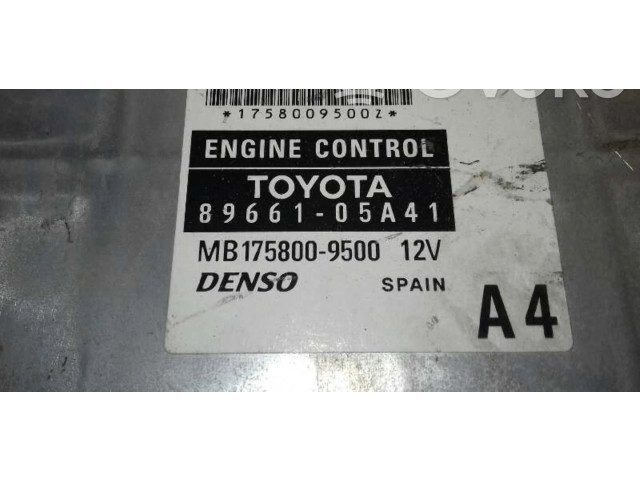 *1758009500Z*
ENGINE CONTROL
TOYOTA
89661-05A41
MB175800-9500 12V
DENSO SPAIN
A4